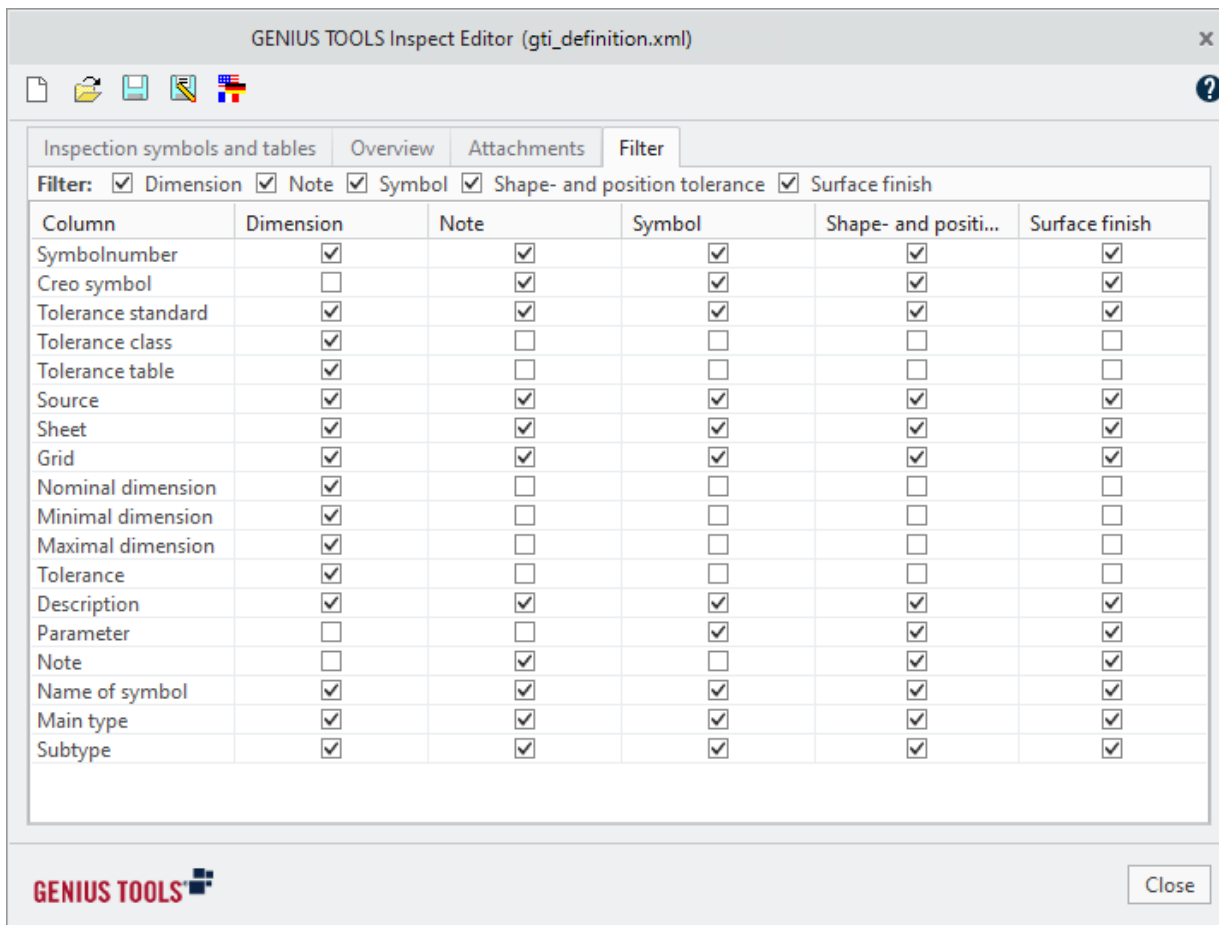 GENIUS TOOLS Inspect Editor (gti_definition.xml)
Inspection symbols and tables Overview Attachments Filter
Filter: Dimension Note Symbol Shape- and position tolerance Surface finish
Column Dimension Note Symbol Shape- and positi... Surface finish
Symbolnumber
Creo symbol
Tolerance standard
Tolerance class
Tolerance table
Source
Sheet
Grid
Nominal dimension
Minimal dimension
Maximal dimension
Tolerance
Description
Parameter
Note
Name of symbol
Main type
Subtype
GENIUS TOOLS
Close